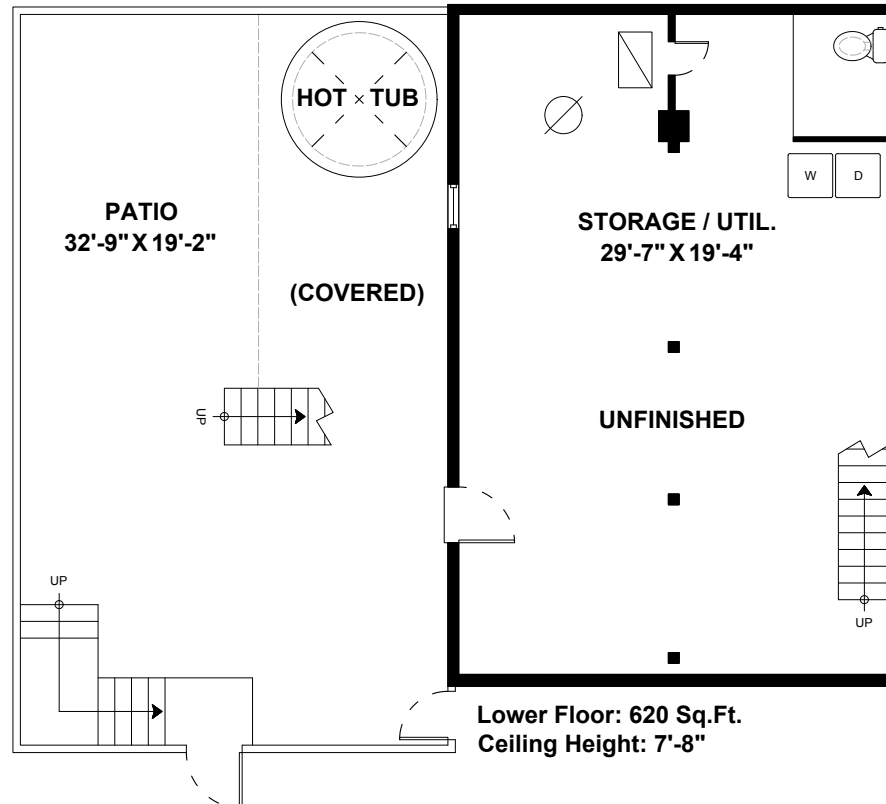 HOT TUB
PATIO
32'-9" X 19'-2"
(COVERED)
UP
UP
W D
STORAGE / UTIL.
29'-7" X 19'-4"
UNFINISHED
UP
Lower Floor: 620 Sq.Ft.
Ceiling Height: 7'-8"